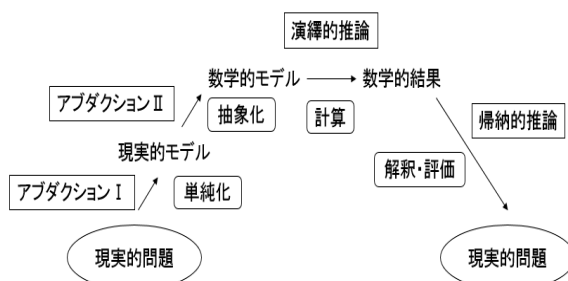 演繹的推論
数学的モデル
数学的結果
アブダクションⅡ
抽象化
計算
帰納的推論
現実的モデル
解釈・評価
アブダクションⅠ
単純化
現実的問題
現実的問題